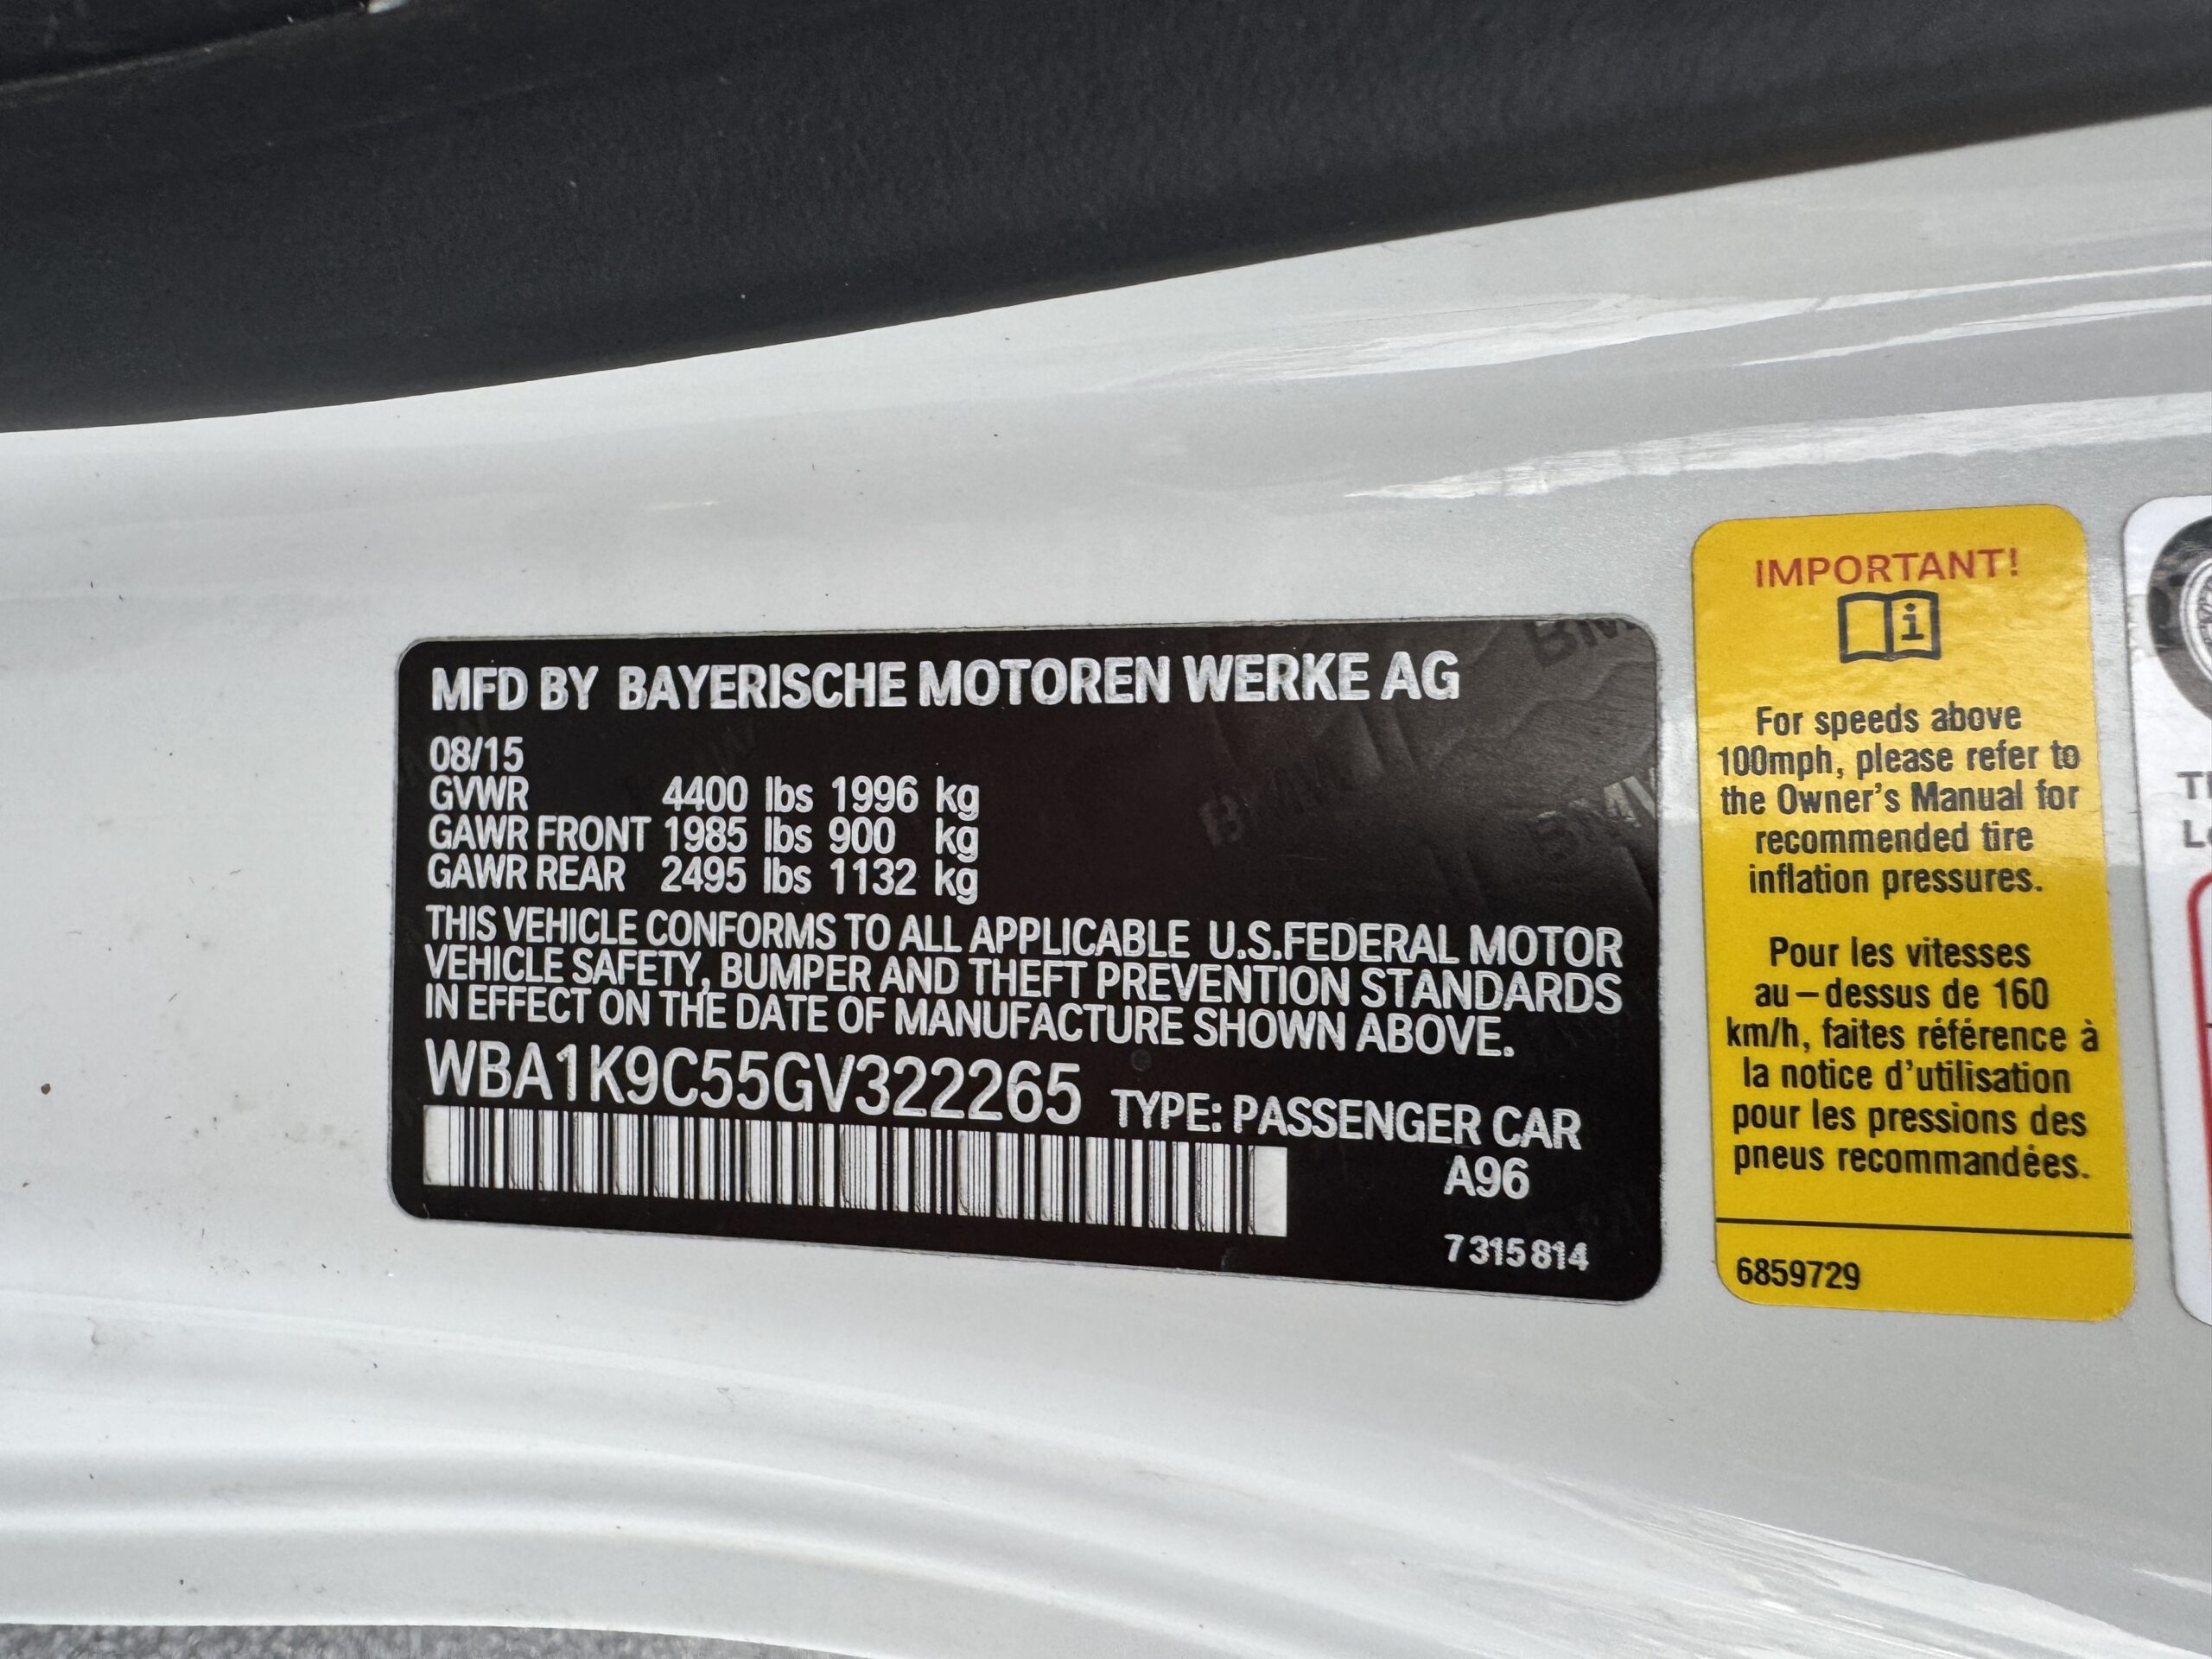 MFD BY BAYERISCHE MOTOREN WERKE AG
08/15
GVWR 4400 lbs 1996 kg
GAWR FRONT 1985 lbs 900 kg
GAWR REAR 2495 lbs 1132 kg
THIS VEHICLE CONFORMS TO ALL APPLICABLE U.S.FEDERAL MOTOR
VEHICLE SAFETY, BUMPER AND THEFT PREVENTION STANDARDS
IN EFFECT ON THE DATE OF MANUFACTURE SHOWN ABOVE.
WBA1K9C55GV322265 TYPE: PASSENGER CAR
A96
7315814
BMW
BMW
IMPORTANT!
i
For speeds above
100mph, please refer to
the Owner's Manual for
recommended tire
inflation pressures.
Pour les vitesses
au–dessus de 160
km/h, faites référence à
la notice d'utilisation
pour les pressions des
pneus recommandées.
6859729